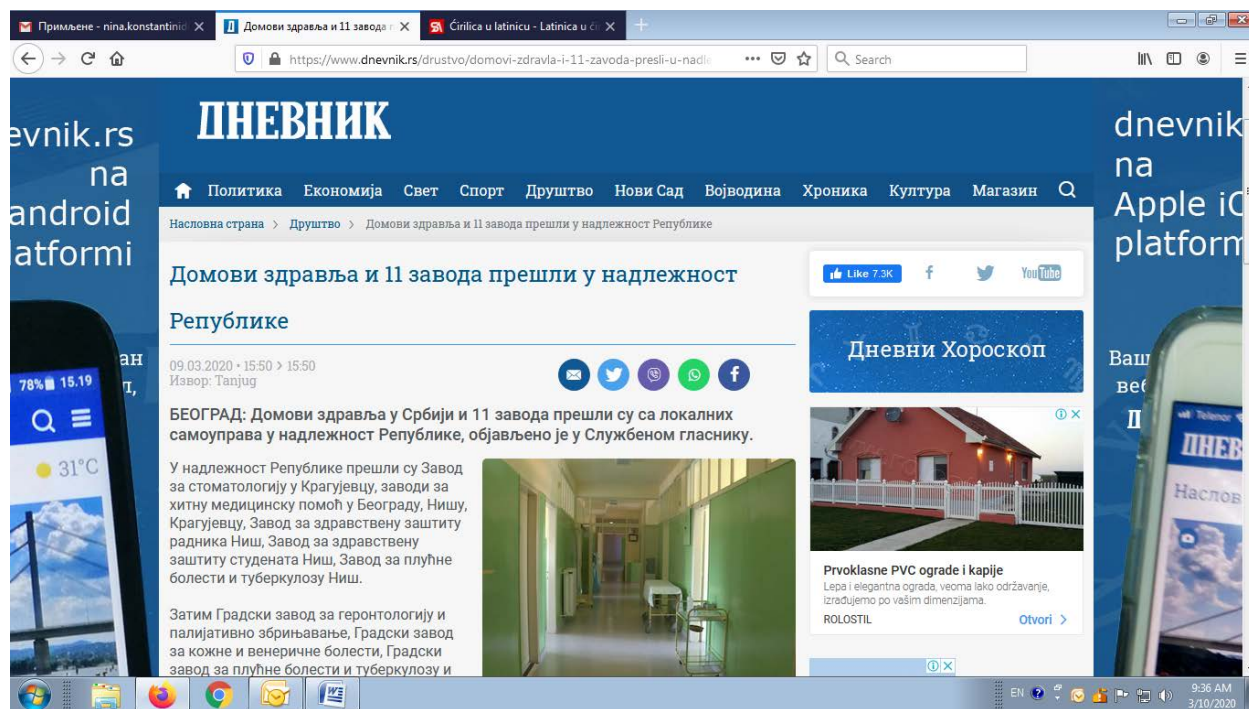 Примљене - nina.konstantinid
Домови здравља и 11 завода п
Ćirilica u latinicu - Latinica u ći
https://www.dnevnik.rs/drustvo/domovi-zdravla-i-11-zavoda-presli-u-nadle
Search
ДНЕВНИК
Политика Економија Свет Спорт Друштво Нови Сад Војводина Хроника Култура Магазин
Насловна страна > Друштво > Домови здравља и 11 завода прешли у надлежност Републике
evnik.rs
na
android
latformi
78% 15.19
31°C
Домови здравља и 11 завода прешли у надлежност
Републике
09.03.2020 • 15:50 > 15:50
Извор: Tanjug
БЕОГРАД: Домови здравља у Србији и 11 завода прешли су са локалних
самоуправа у надлежност Републике, објављено је у Службеном гласнику.
У надлежност Републике прешли су Завод
за стоматологију у Крагујевцу, заводи за
хитну медицинску помоћ у Београду, Нишу,
Крагујевцу, Завод за здравствену заштиту
радника Ниш, Завод за здравствену
заштиту студената Ниш, Завод за плућне
болести и туберкулозу Ниш.
Затим Градски завод за геронтологију и
палијативно збрињавање, Градски завод
за кожне и венеричне болести, Градски
завод за плућне болести и туберкулозу и
Like 7.3K
YouTube
Дневни Хороскоп
Prvoklasne PVC ograde i kapije
Lepa i elegantna ograda, veoma lako održavanje,
izrađujemo po vašim dimenzijama.
ROLOSTIL
Otvori >
dnevnik
na
Apple iO
platform
Ваш
веб
Telenor
ДНЕВ
Наслов
EN
9:36 AM
3/10/2020